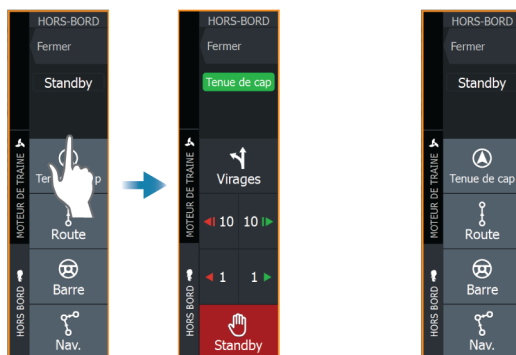 HORS-BORD
Fermer
Standby
MOTEUR DE TRAINE
HORS BORD
Route
Barre
Nav.
HORS-BORD
Fermer
Tenue de cap
MOTEUR DE TRAINE
HORS BORD
Virages
10 10
1 1
Standby
HORS-BORD
Fermer
Standby
MOTEUR DE TRAINE
HORS BORD
Tenue de cap
Route
Barre
Nav.